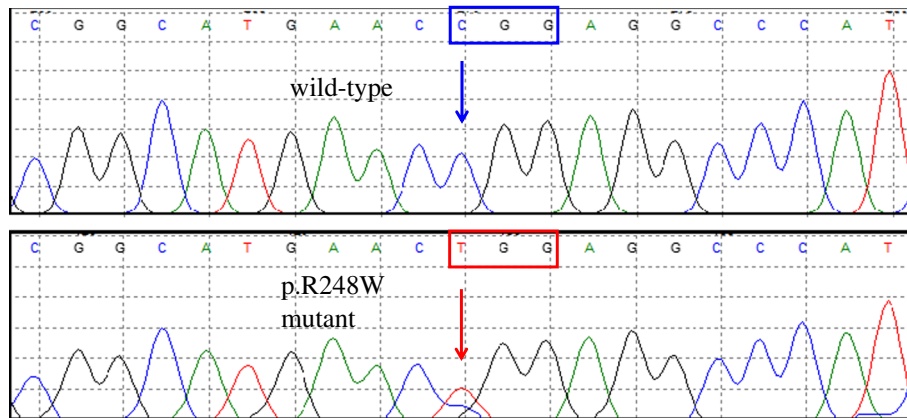 C G G C A T G A A C C G G A G G C C C A T
wild-type
C G G C A T G A A C T G G A G G C C C A T
p.R248W
mutant